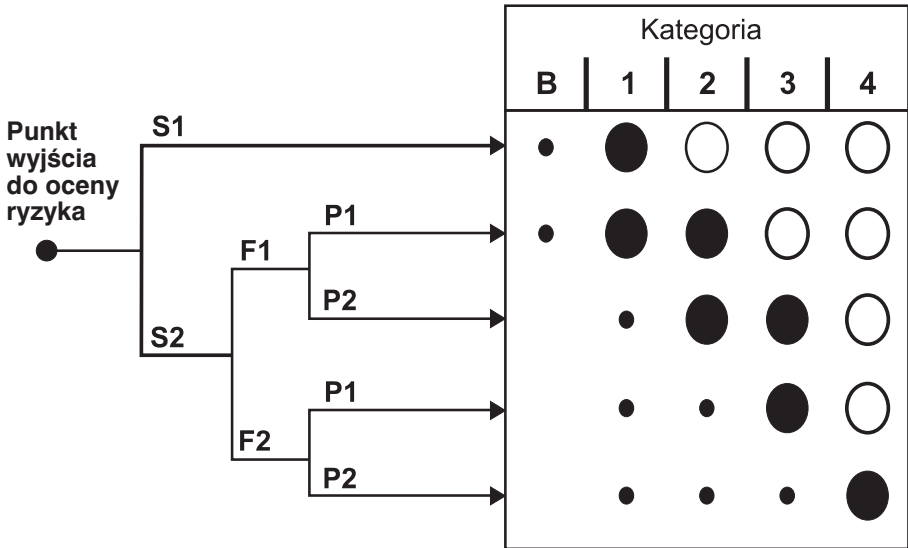 Kategoria
B 1 2 3 4
Punkt
wyjścia
do oceny
ryzyka
S1
P1
F1
P2
S2
P1
F2
P2